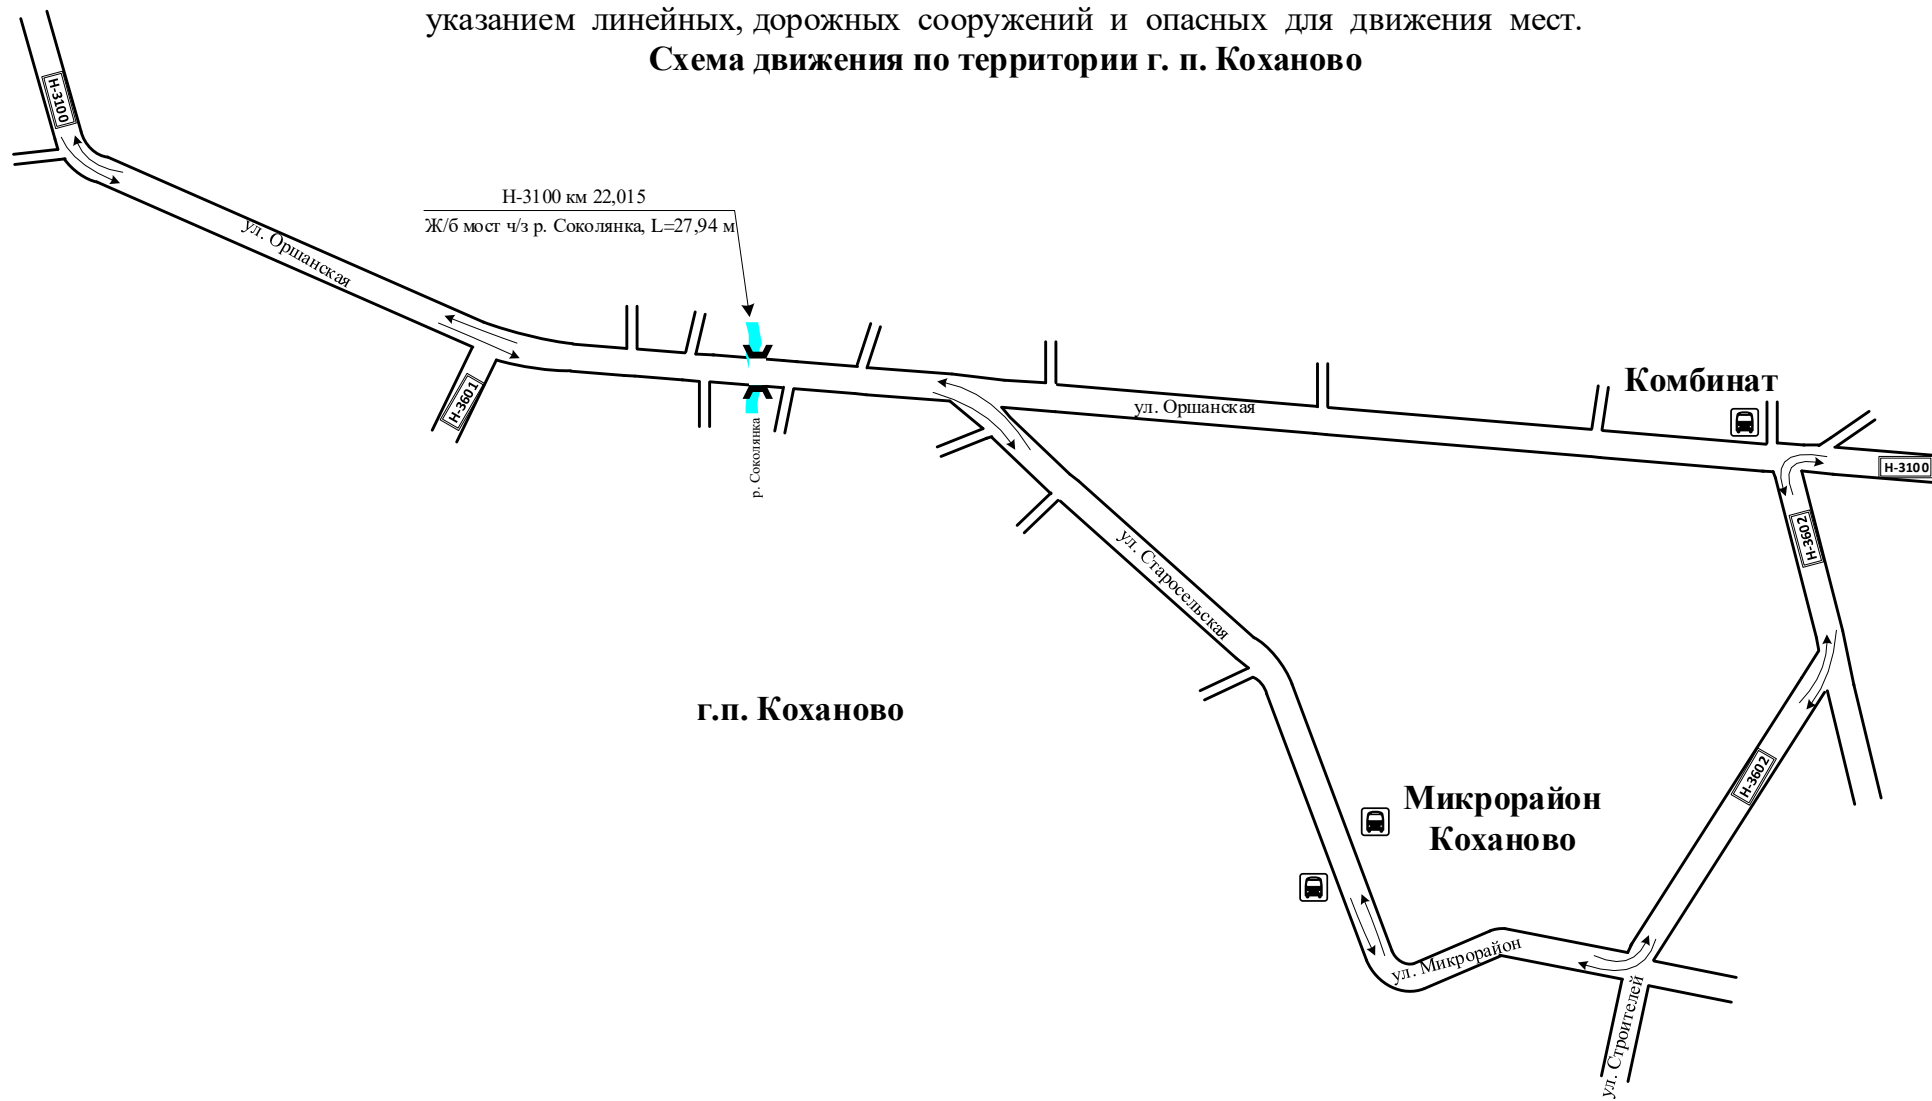 указанием линейных, дорожных сооружений и опасных для движения мест.
Схема движения по территории г. п. Коханово
Н-3100
Н-3100 км 22,015
Ж/б мост ч/з р. Соколянка, L=27,94 м
ул. Оршанская
Н-3601
р. Соколянка
ул. Оршанская
Комбинат
Н-3100
Н-3602
ул. Старосельская
г.п. Коханово
Микрорайон
Коханово
Н-3602
ул. Микрорайон
ул. Строителей